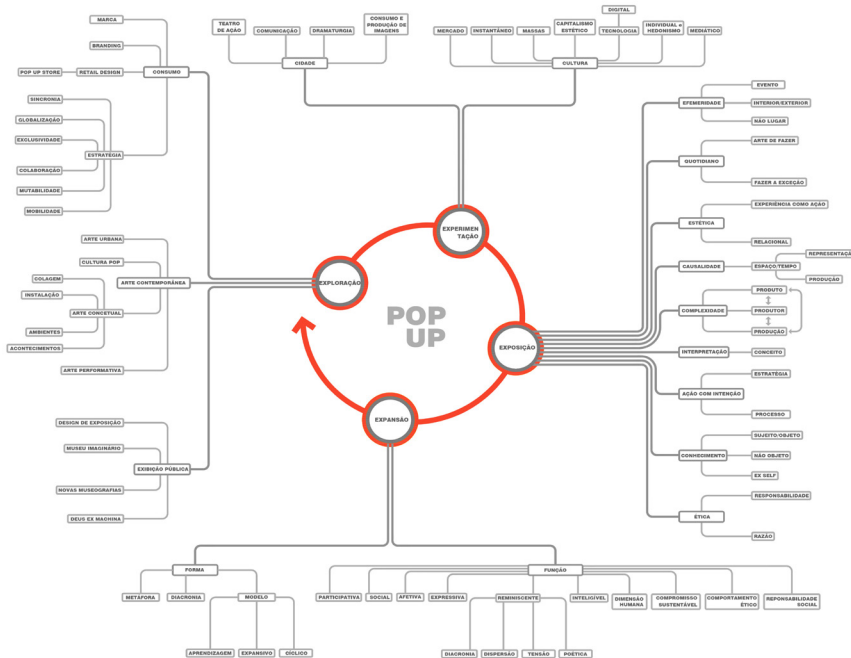 POP
UP
EXPLORAÇÃO
CONSUMO
MARCA
BRANDING
RETAIL DESIGN
POP UP STORE
ESTRATÉGIA
SINCRONIA
GLOBALIZAÇÃO
EXCLUSIVIDADE
COLABORAÇÃO
MUTABILIDADE
MOBILIDADE
ARTE CONTEMPORÂNEA
ARTE URBANA
CULTURA POP
ARTE CONCETUAL
COLAGEM
INSTALAÇÃO
AMBIENTES
ACONTECIMENTOS
ARTE PERFORMATIVA
EXIBIÇÃO PÚBLICA
DESIGN DE EXPOSIÇÃO
MUSEU IMAGINÁRIO
NOVAS MUSEOGRAFIAS
DEUS EX MACHINA
EXPERIMEN
TAÇÃO
CIDADE
TEATRO
DE AÇÃO
COMUNICAÇÃO
DRAMATURGIA
CONSUMO E
PRODUÇÃO DE
IMAGENS
CULTURA
MERCADO
INSTANTÂNEO
MASSAS
CAPITALISMO
ESTÉTICO
DIGITAL
TECNOLOGIA
INDIVIDUAL e
HEDONISMO
MEDIÁTICO
EXPOSIÇÃO
EFEMERIDADE
EVENTO
INTERIOR/EXTERIOR
NÃO LUGAR
QUOTIDIANO
ARTE DE FAZER
FAZER A EXCEÇÃO
ESTÉTICA
EXPERIÊNCIA COMO AÇÃO
RELACIONAL
CAUSALIDADE
ESPAÇO/TEMPO
REPRESENTAÇÃO
PRODUÇÃO
COMPLEXIDADE
PRODUTO
PRODUTOR
PRODUÇÃO
INTERPRETAÇÃO
CONCEITO
AÇÃO COM INTENÇÃO
ESTRATÉGIA
PROCESSO
CONHECIMENTO
SUJEITO/OBJETO
NÃO OBJETO
EX SELF
ÉTICA
RESPONSABILIDADE
RAZÃO
EXPANSÃO
FORMA
METÁFORA
DIACRONIA
MODELO
APRENDIZAGEM
EXPANSIVO
CÍCLICO
FUNÇÃO
PARTICIPATIVA
SOCIAL
AFETIVA
EXPRESSIVA
REMINISCENTE
DIACRONIA
DISPERSÃO
TENSÃO
POÉTICA
INTELIGÍVEL
DIMENSÃO
HUMANA
COMPROMISSO
SUSTENTÁVEL
COMPORTAMENTO
ÉTICO
REPONSABILIDADE
SOCIAL